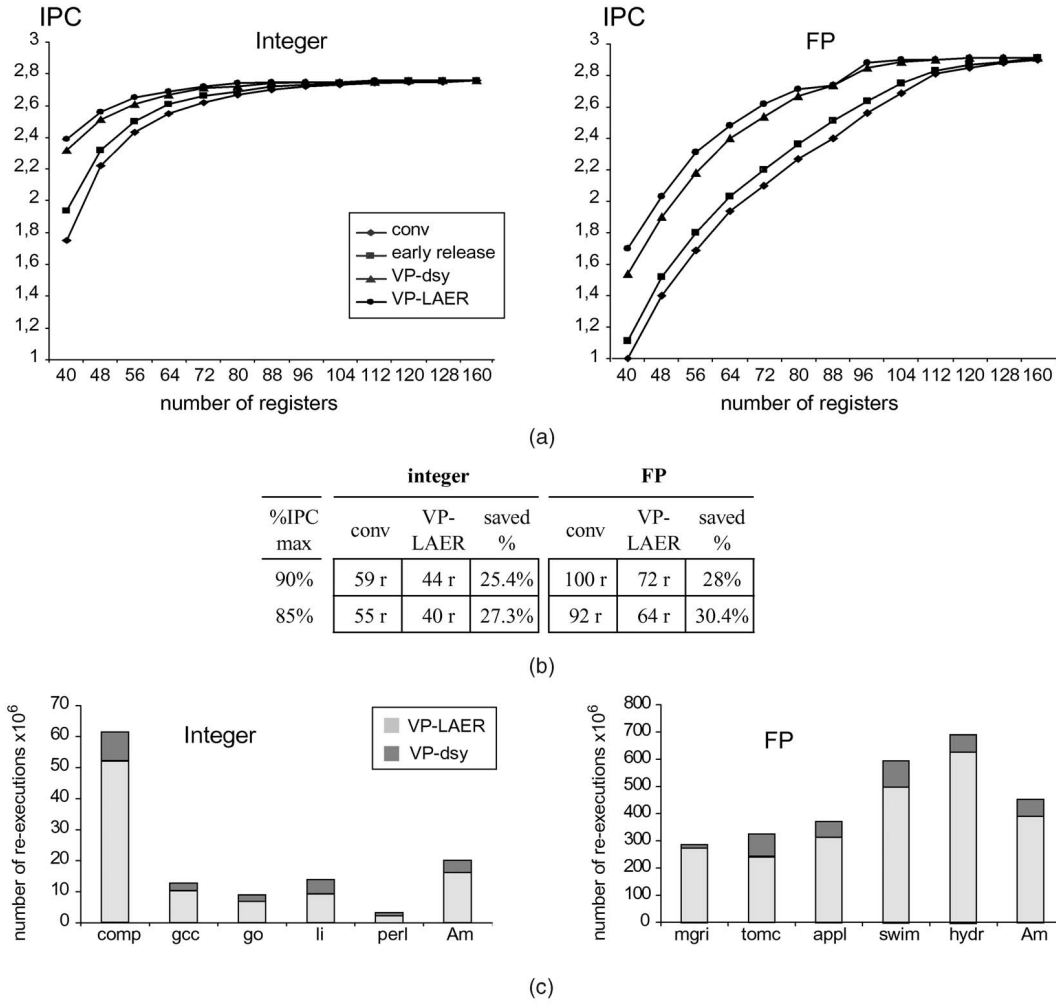 IPC
Integer
3
2,8
2,6
2,4
2,2
2
1,8
1,6
1,4
1,2
1
conv
early release
VP-dsy
VP-LAER
40 48 56 64 72 80 88 96 104 112 120 128 160
number of registers
IPC
FP
3
2,8
2,6
2,4
2,2
2
1,8
1,6
1,4
1,2
1
40 48 56 64 72 80 88 96 104 112 120 128 160
number of registers
(a)
integer FP
%IPC max conv VP-LAER saved % conv VP-LAER saved %
90% 59 r 44 r 25.4% 100 r 72 r 28%
85% 55 r 40 r 27.3% 92 r 64 r 30.4%
(b)
number of re-executions x10⁶
70
60
50
40
30
20
10
0
Integer
VP-LAER
VP-dsy
comp gcc go li perl Am
number of re-executions x10⁶
800
700
600
500
400
300
200
100
0
FP
mgri tomc appl swim hydr Am
(c)